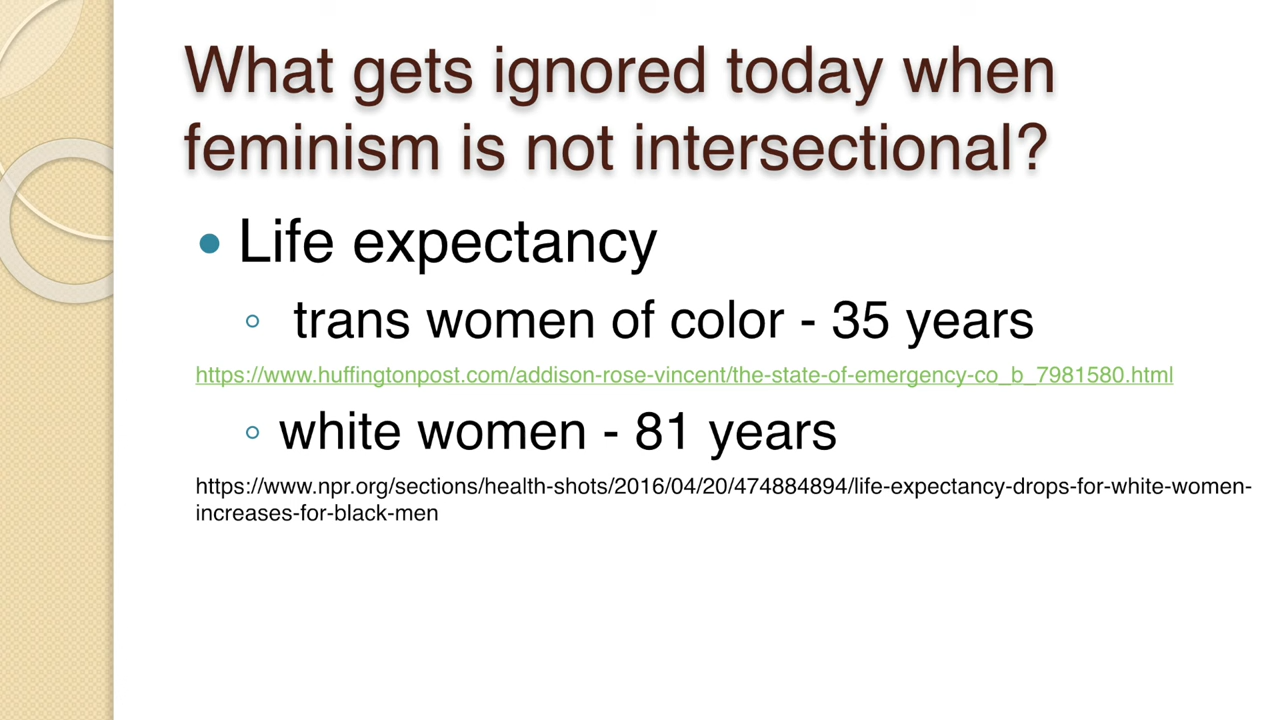 What gets ignored today when
feminism is not intersectional?
• Life expectancy
◦ trans women of color - 35 years
https://www.huffingtonpost.com/addison-rose-vincent/the-state-of-emergency-co_b_7981580.html
◦ white women - 81 years
https://www.npr.org/sections/health-shots/2016/04/20/474884894/life-expectancy-drops-for-white-women-
increases-for-black-men